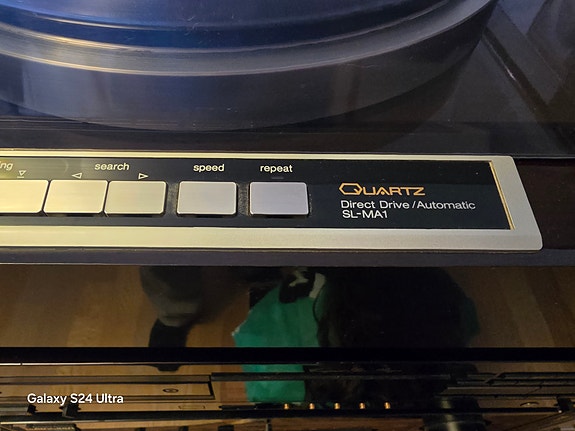 search
speed
repeat
QUARTZ
Direct Drive/Automatic
SL-MA1
Galaxy S24 Ultra